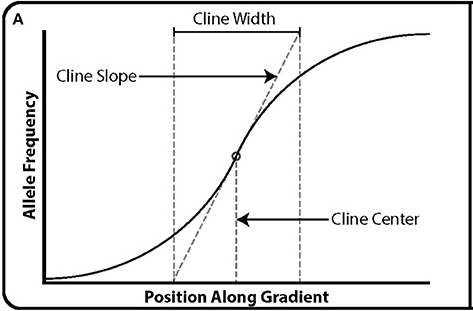 A
Cline Width
Cline Slope
Allele Frequency
Cline Center
Position Along Gradient